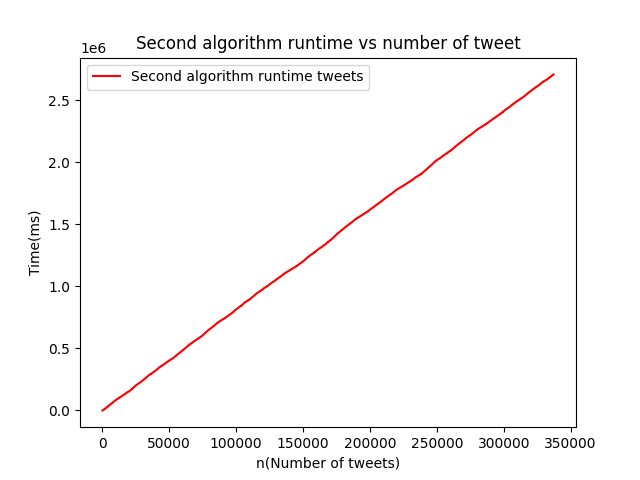 Second algorithm runtime vs number of tweet
1e6
Second algorithm runtime tweets
2.5
2.0
1.5
1.0
0.5
0.0
Time(ms)
0 50000 100000 150000 200000 250000 300000 350000
n(Number of tweets)